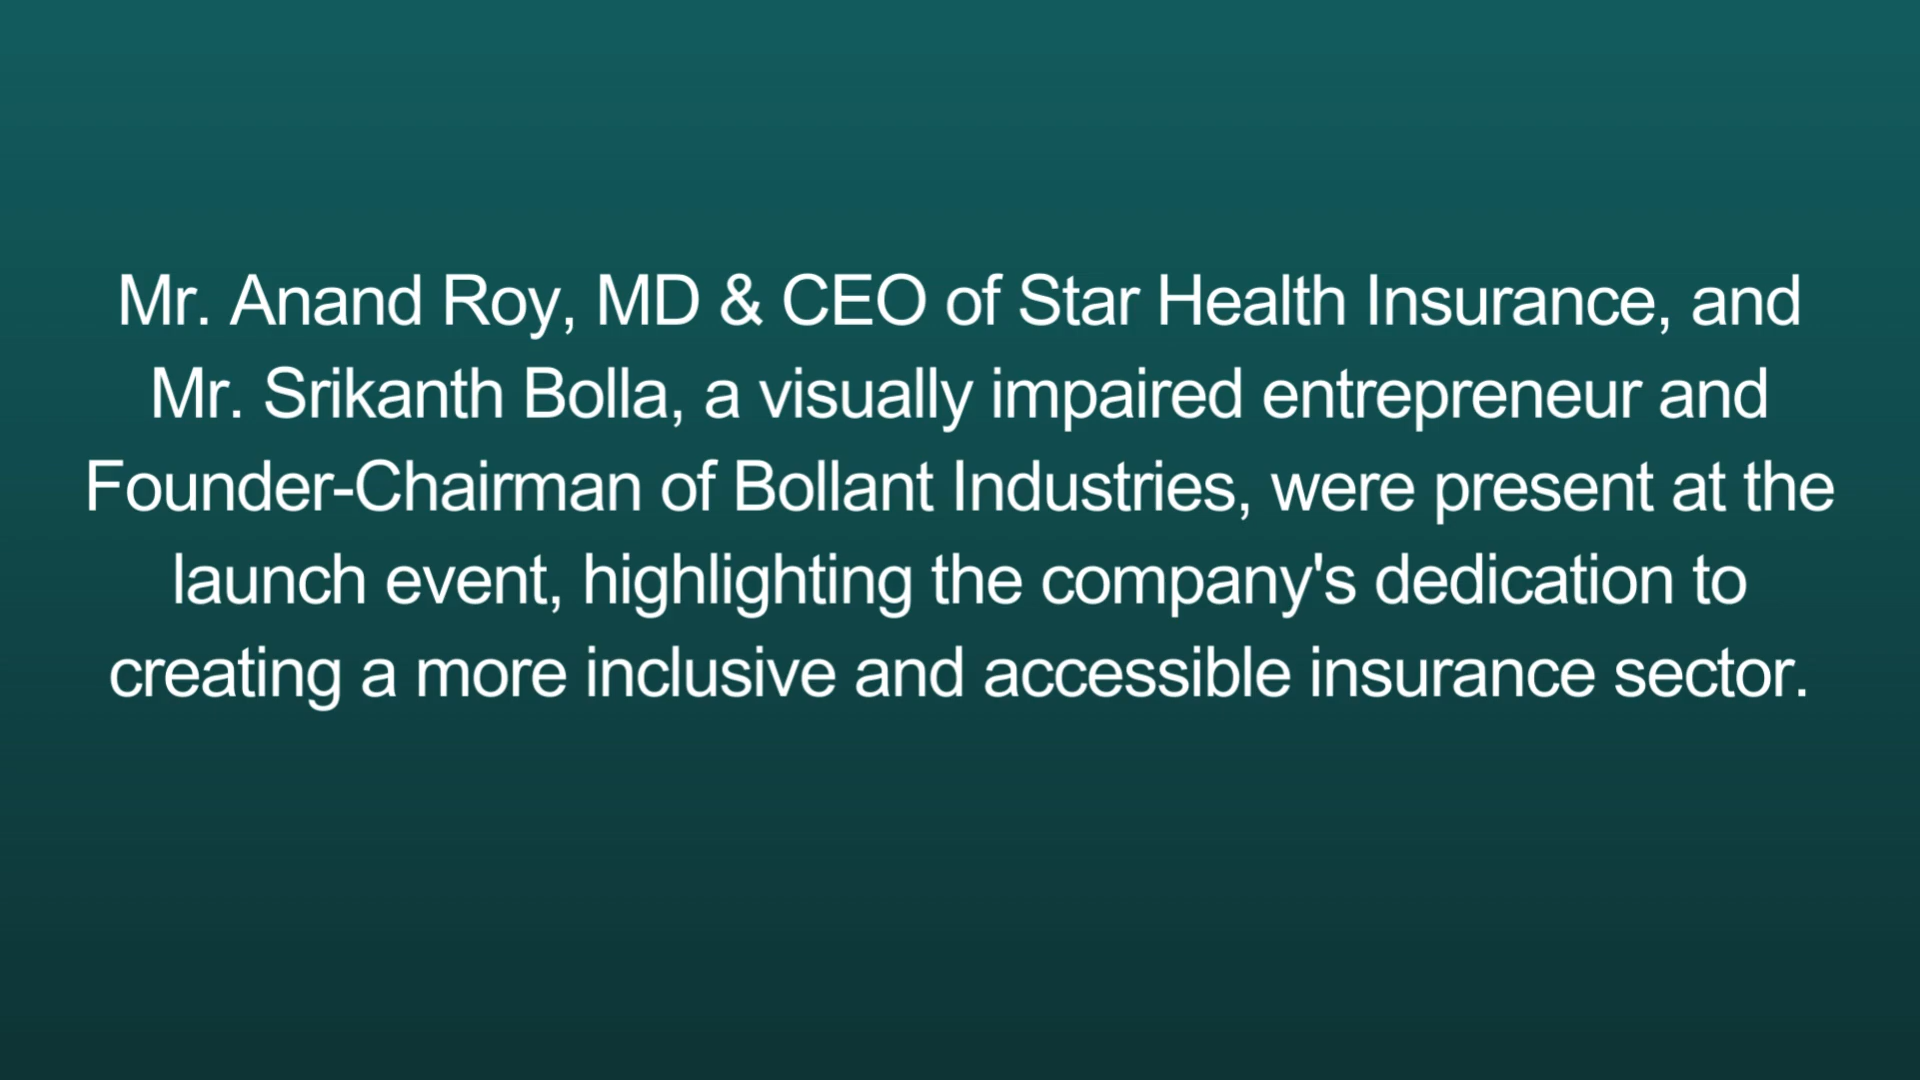 Mr. Anand Roy, MD & CEO of Star Health Insurance, and
Mr. Srikanth Bolla, a visually impaired entrepreneur and
Founder-Chairman of Bollant Industries, were present at the
launch event, highlighting the company's dedication to
creating a more inclusive and accessible insurance sector.